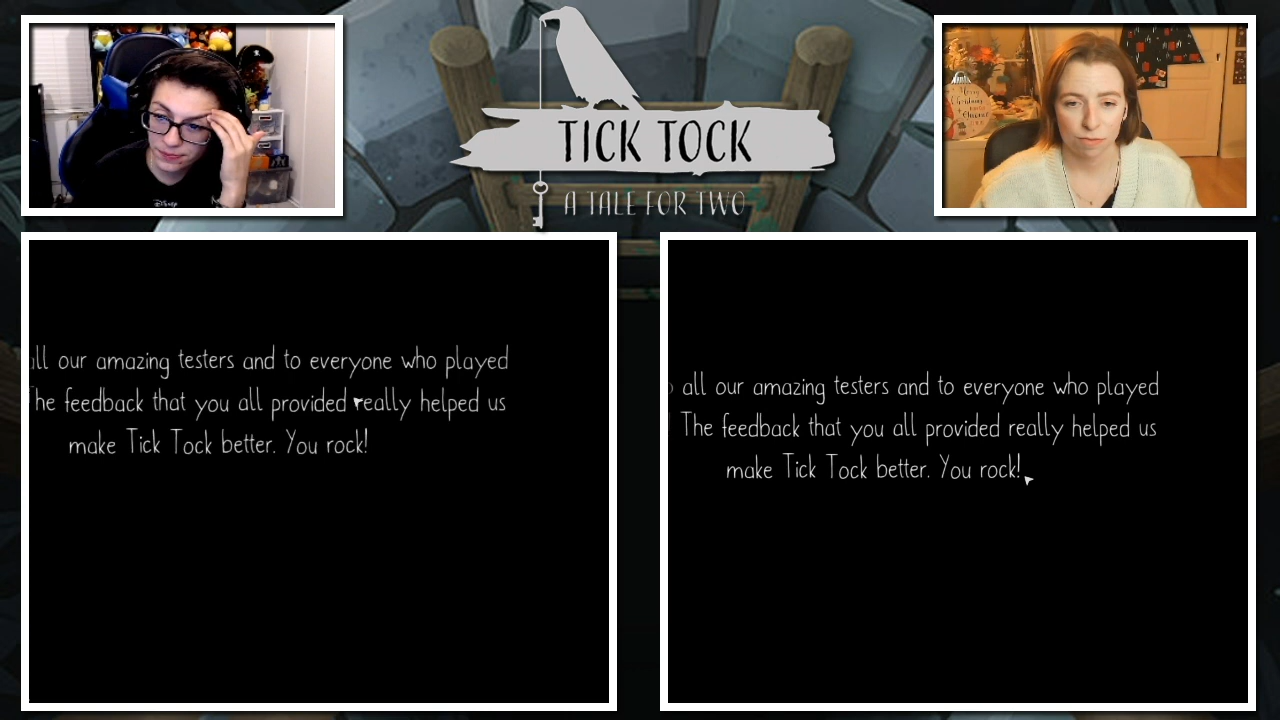 TICK TOCK
A TALE FOR TWO
all our amazing testers and to everyone who played
The feedback that you all provided really helped us
make Tick Tock better. You rock!
all our amazing testers and to everyone who played
The feedback that you all provided really helped us
make Tick Tock better. You rock!
Disney